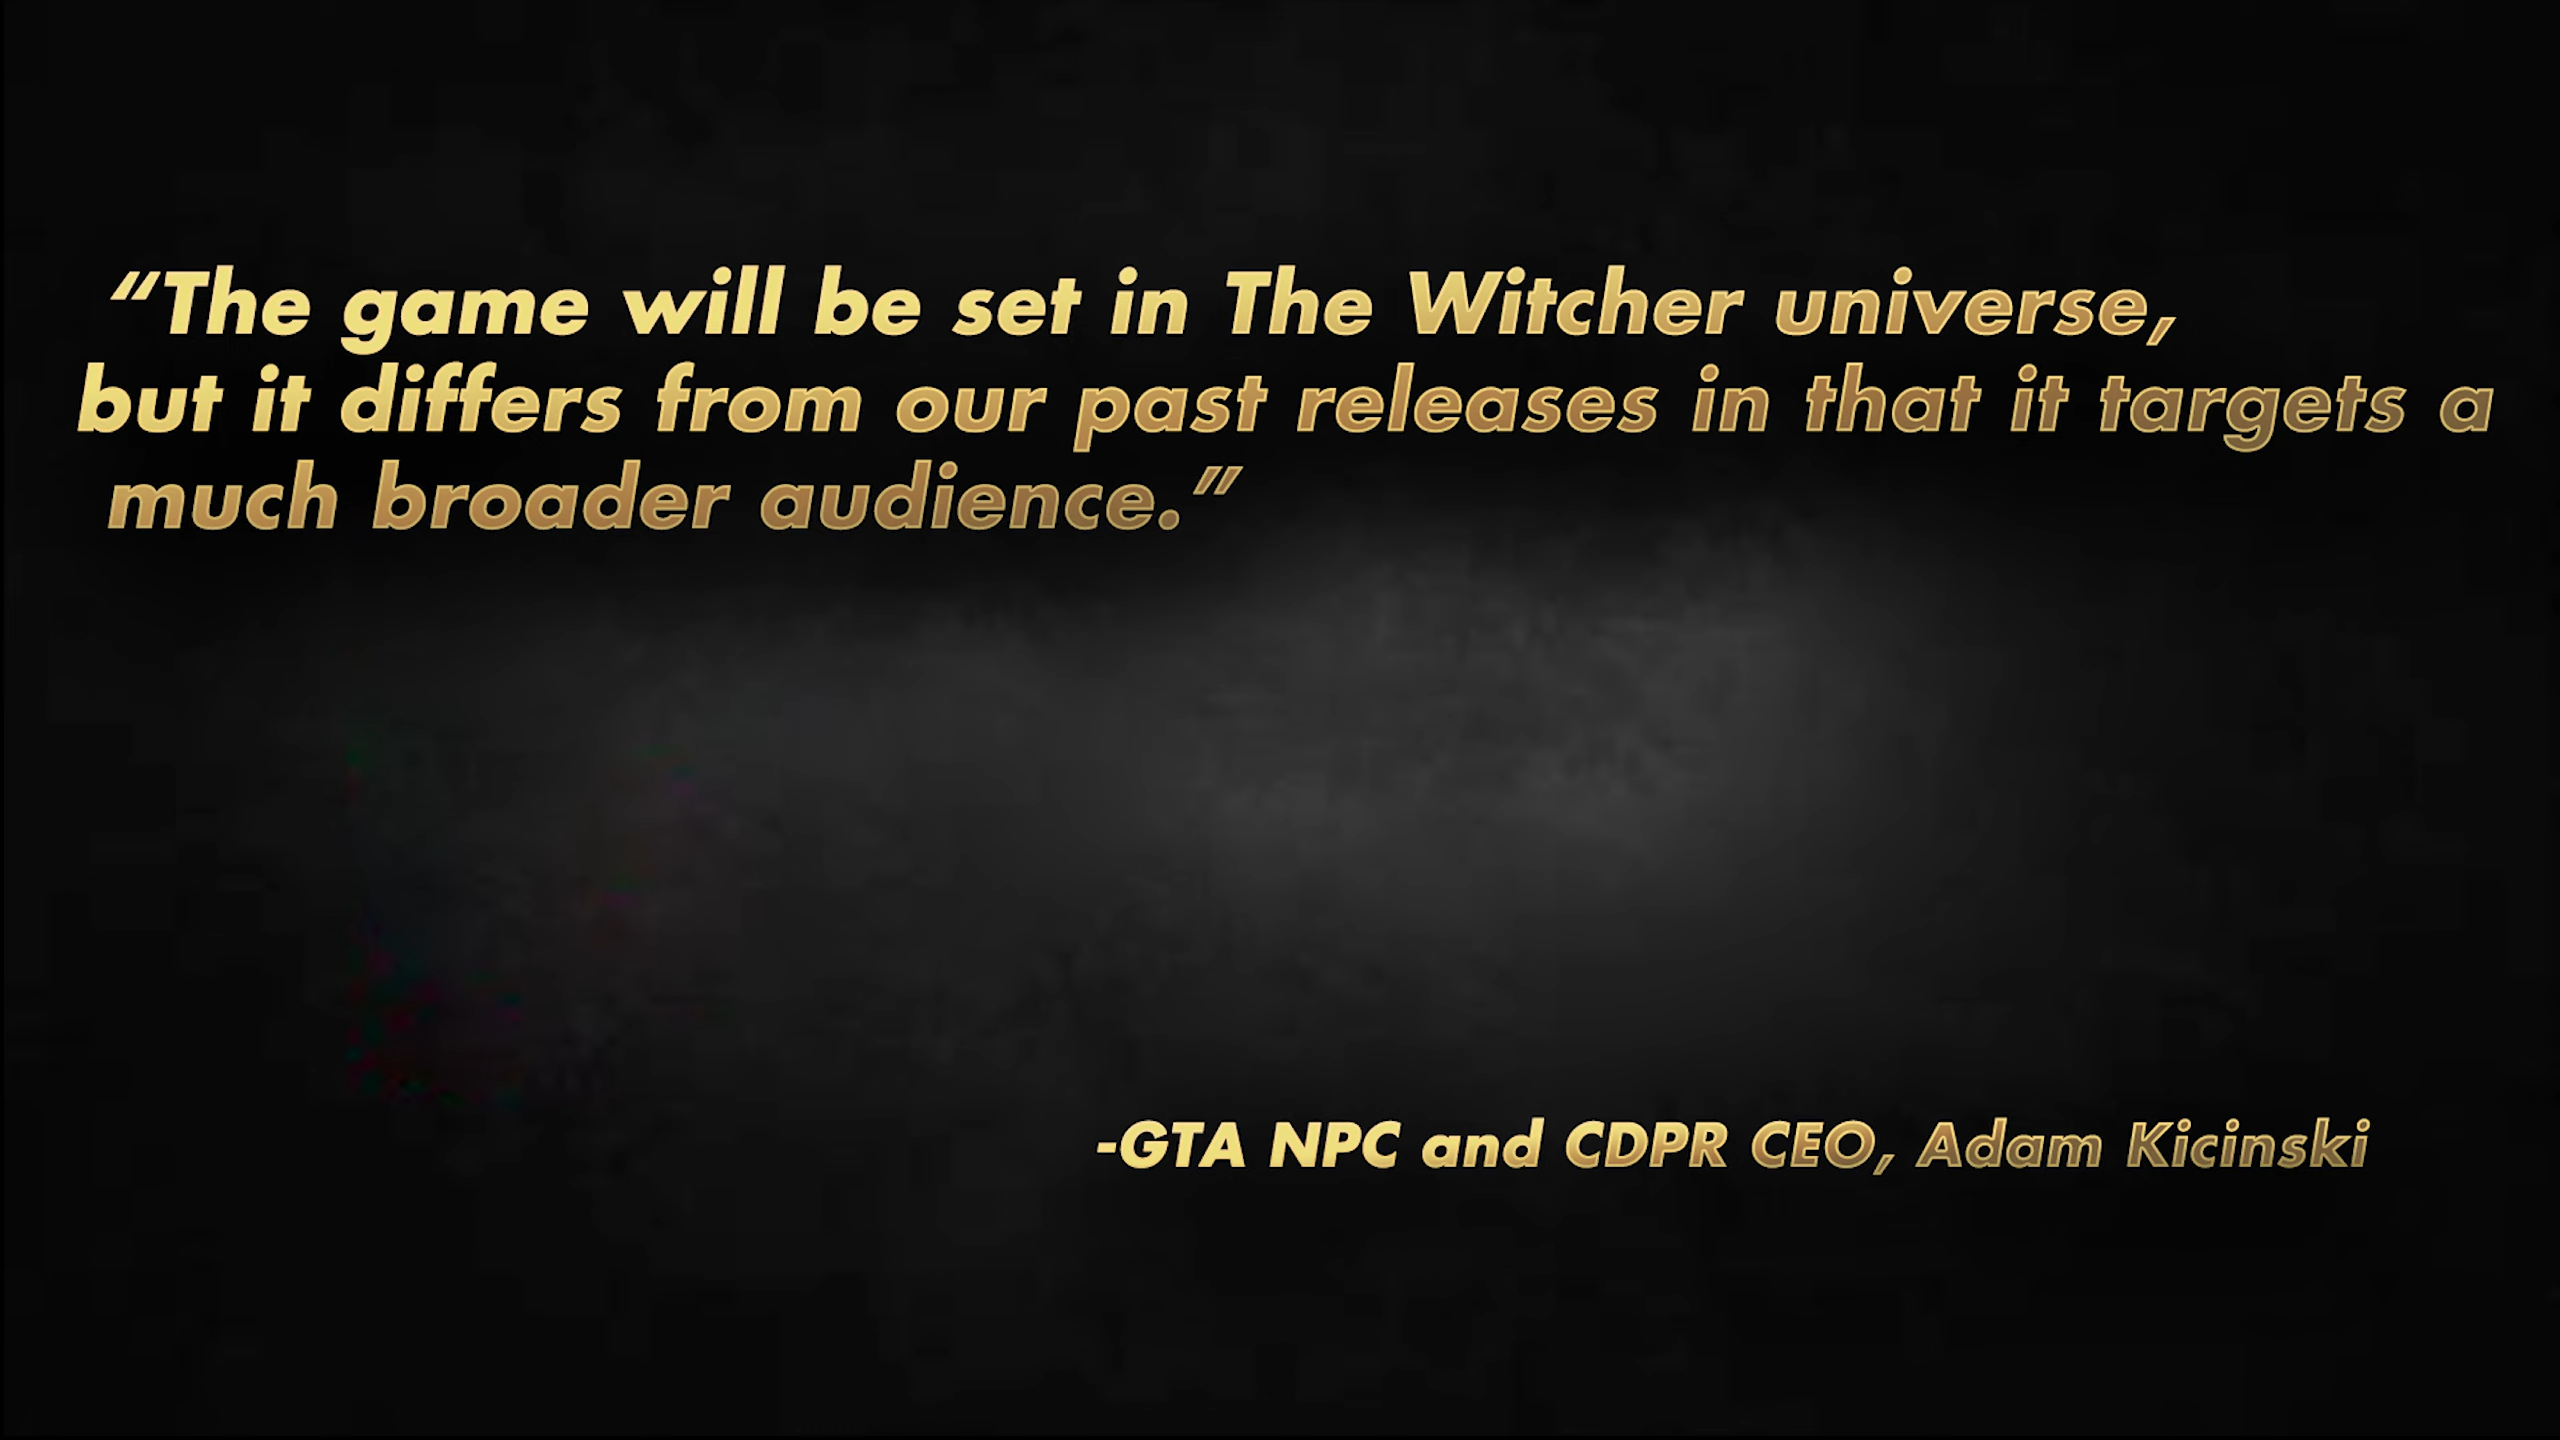 “The game will be set in The Witcher universe,
but it differs from our past releases in that it targets a
much broader audience.”
-GTA NPC and CDPR CEO, Adam Kicinski